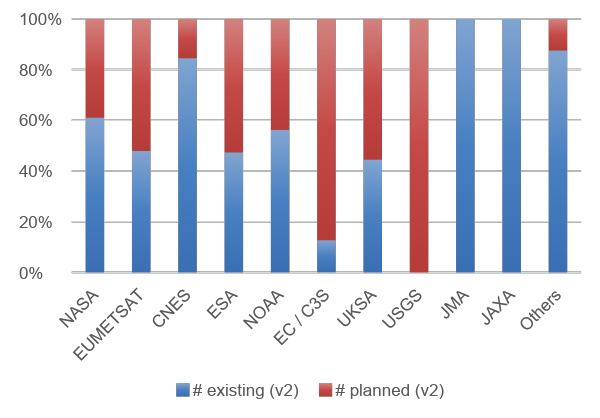 100%
80%
60%
40%
20%
0%
NASA
EUMETSAT
CNES
ESA
NOAA
EC / C3S
UKSA
USGS
JMA
JAXA
Others
# existing (v2) # planned (v2)